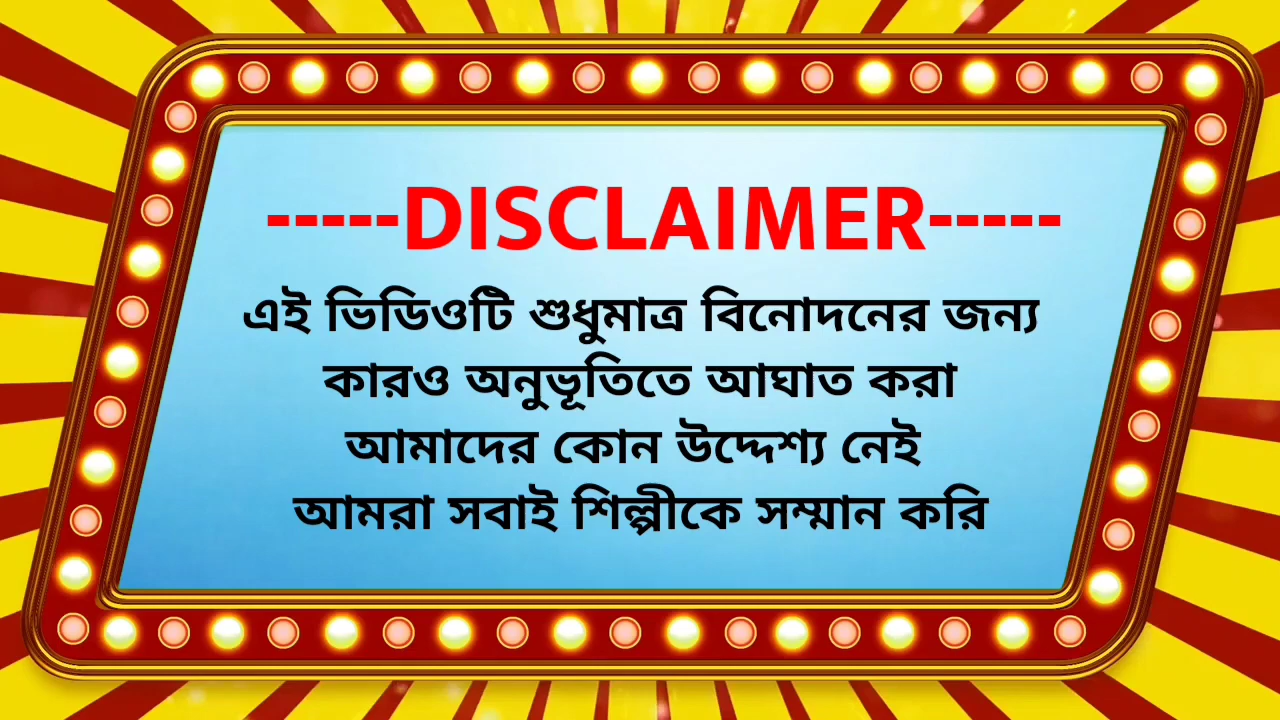 -----DISCLAIMER-----
এই ভিডিওটি শুধুমাত্র বিনোদনের জন্য
কারও অনুভূতিতে আঘাত করা
আমাদের কোন উদ্দেশ্য নেই
আমরা সবাই শিল্পীকে সম্মান করি